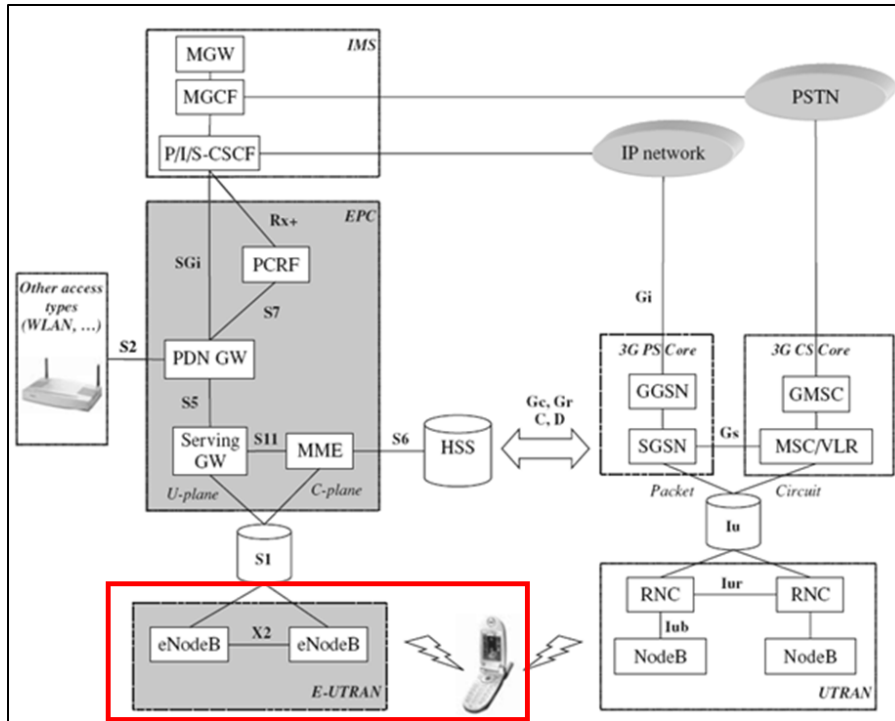 IMS
MGW
MGCF
P/I/S-CSCF
PSTN
IP network
EPC
Rx+
SGi
PCRF
S7
Other access
types
(WLAN, ...)
S2
PDN GW
S5
Serving
GW
S11
MME
S6
HSS
U-plane
C-plane
Gc, Gr
C, D
Gi
3G PS Core
GGSN
SGSN
Gs
3G CS Core
GMSC
MSC/VLR
Packet
Circuit
S1
Iu
eNodeB
X2
eNodeB
E-UTRAN
RNC
Iur
RNC
Iub
NodeB
NodeB
UTRAN